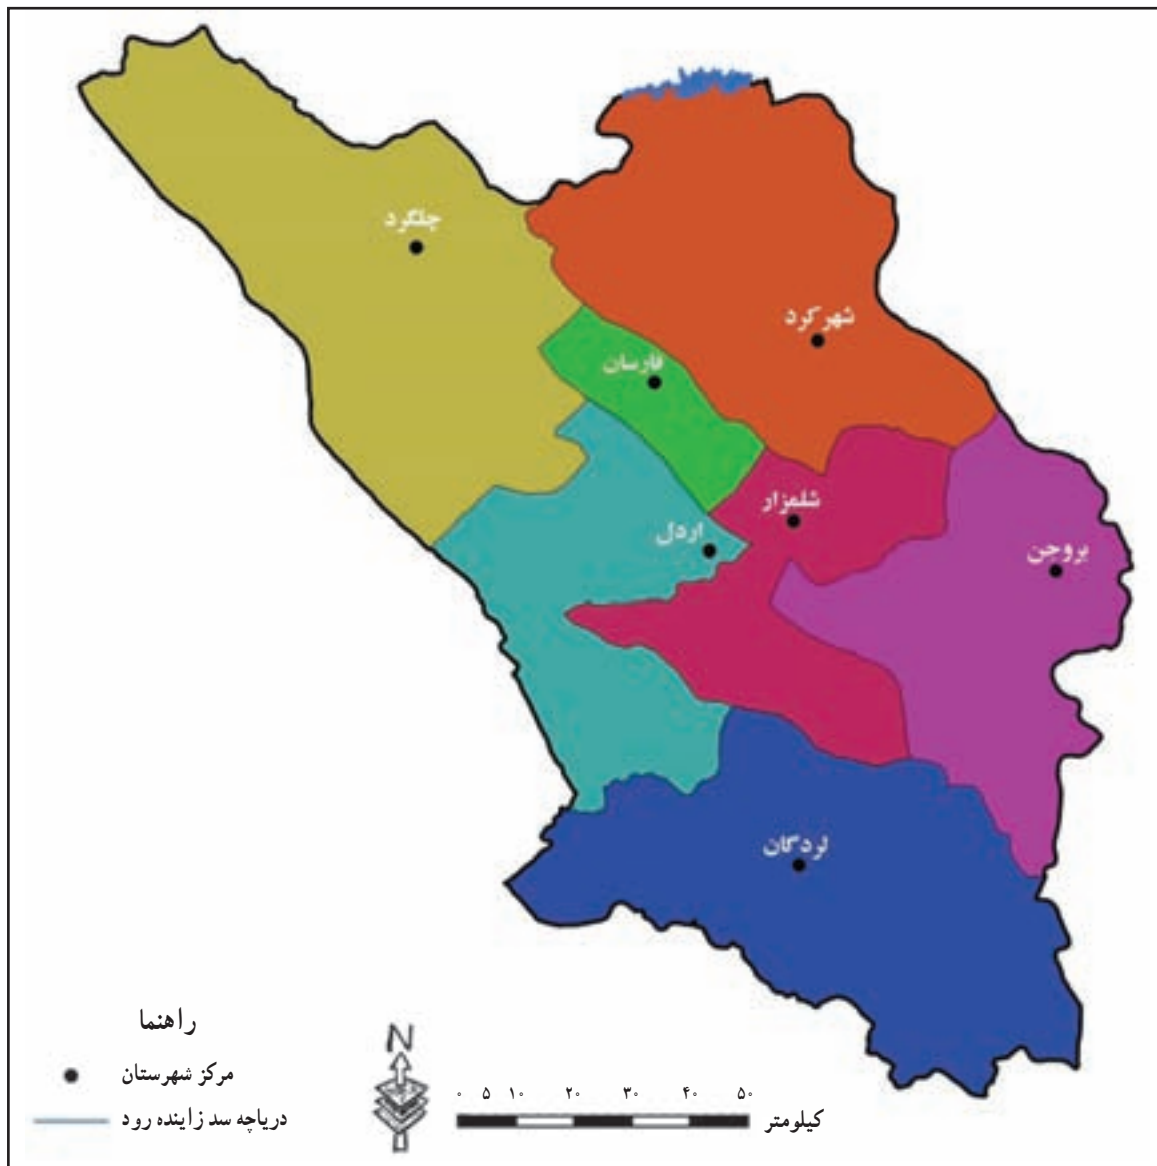 چلگرد
شهرکرد
فارسان
شلمزار
اردل
بروجن
لردگان
راهنما
مرکز شهرستان
دریاچه سد زاینده رود
N
۰ ۵ ۱۰ ۲۰ ۳۰ ۴۰ ۵۰
کیلومتر